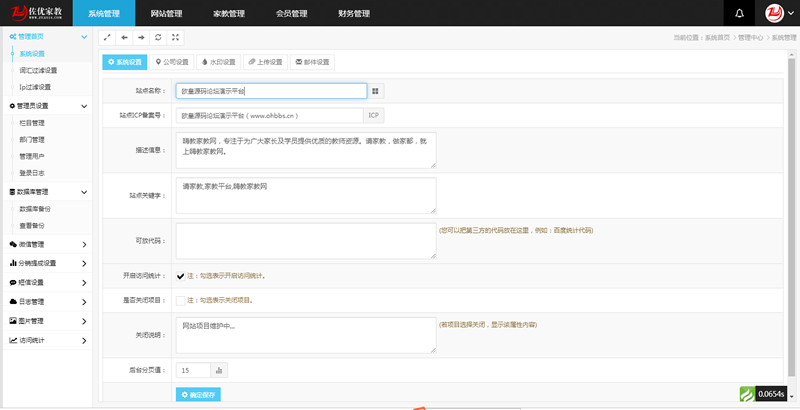 佐优家教
系统管理
网站管理
家教管理
会员管理
财务管理
管理首页
系统设置
词汇过滤设置
Ip过滤设置
管理员设置
栏目管理
部门管理
管理用户
登录日志
数据库管理
数据库备份
查看备份
微信管理
分销提成设置
短信设置
日志管理
图片管理
访问统计
当前位置：系统首页 > 管理中心 > 系统管理
系统设置
公司设置
水印设置
上传设置
邮件设置
站点名称：
欧皇源码论坛演示平台
站点ICP备案号：
欧皇源码论坛演示平台（www.ohbbs.cn）
ICP
描述信息：
嗨教家教网，专注于为广大家长及学员提供优质的教师资源。请家教，做家都，就
上嗨教家教网。
站点关键字：
请家教,家教平台,嗨教家教网
可放代码：
(您可以把第三方的代码放在这里，例如：百度统计代码)
开启访问统计：
注：勾选表示开启访问统计。
是否关闭项目：
注：勾选表示关闭项目。
关闭说明：
网站项目维护中...
(若项目选择关闭，显示该属性内容)
后台分页值：
15
确定保存
0.0654s